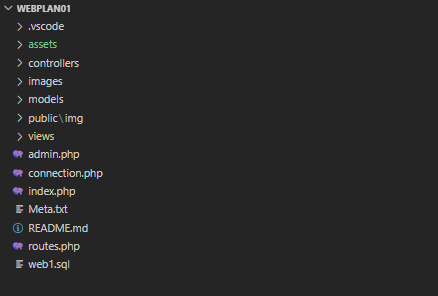 WEBPLAN01
.vscode
assets
controllers
images
models
public\img
views
admin.php
connection.php
index.php
Meta.txt
README.md
routes.php
web1.sql